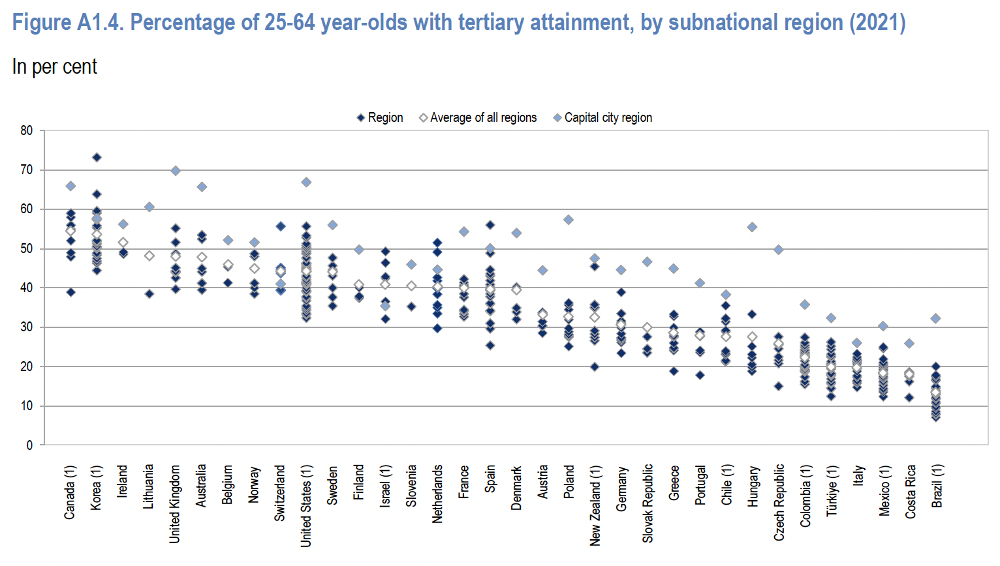 Figure A1.4. Percentage of 25-64 year-olds with tertiary attainment, by subnational region (2021)
In per cent
Region
Average of all regions
Capital city region
80
70
60
50
40
30
20
10
0
Canada (1)
Korea (1)
Ireland
Lithuania
United Kingdom
Australia
Belgium
Norway
Switzerland
United States (1)
Sweden
Finland
Israel (1)
Slovenia
Netherlands
France
Spain
Denmark
Austria
Poland
New Zealand (1)
Germany
Slovak Republic
Greece
Portugal
Chile (1)
Hungary
Czech Republic
Colombia (1)
Türkiye (1)
Italy
Mexico (1)
Costa Rica
Brazil (1)